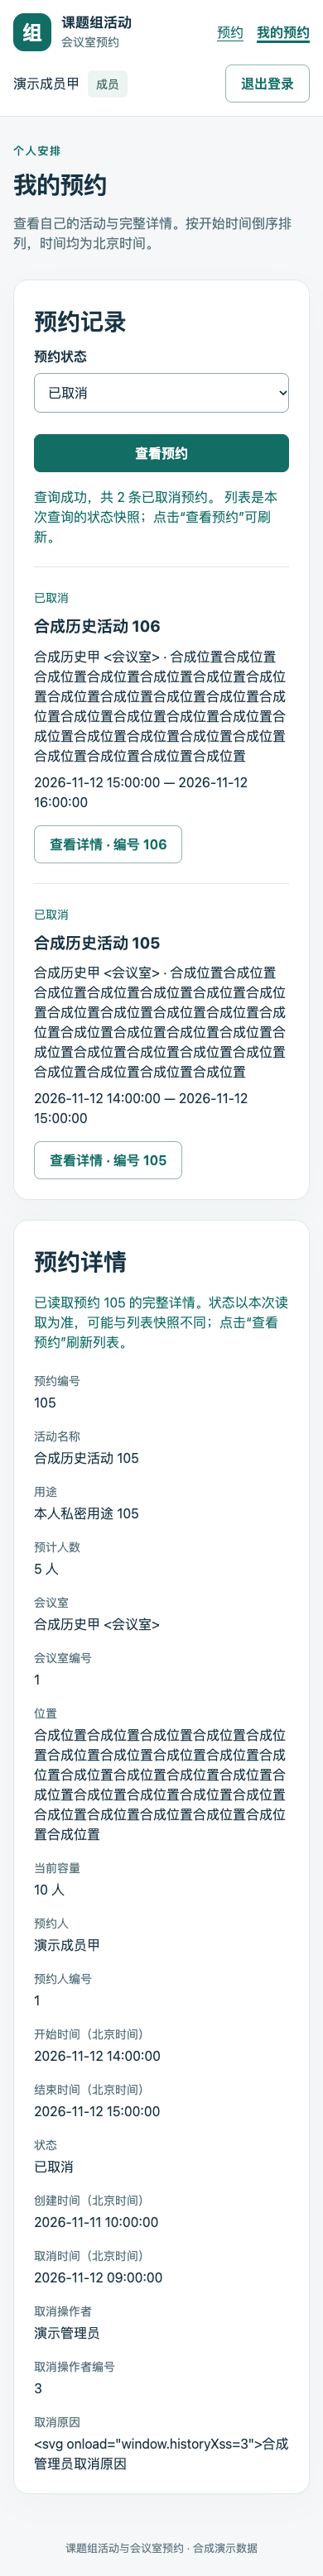 组
课题组活动
会议室预约
预约
我的预约
演示成员甲
成员
退出登录
个人安排
我的预约
查看自己的活动与完整详情。按开始时间倒序排
列，时间均为北京时间。
预约记录
预约状态
已取消
查看预约
查询成功，共 2 条已取消预约。 列表是本
次查询的状态快照；点击“查看预约”可刷
新。
已取消
合成历史活动 106
合成历史甲 <会议室> · 合成位置合成位置
合成位置合成位置合成位置合成位置合成位
置合成位置合成位置合成位置合成位置合成
位置合成位置合成位置合成位置合成位置合
成位置合成位置合成位置合成位置合成位置
合成位置合成位置合成位置合成位置
2026-11-12 15:00:00 — 2026-11-12
16:00:00
查看详情 · 编号 106
已取消
合成历史活动 105
合成历史甲 <会议室> · 合成位置合成位置
合成位置合成位置合成位置合成位置合成位
置合成位置合成位置合成位置合成位置合成
位置合成位置合成位置合成位置合成位置合
成位置合成位置合成位置合成位置合成位置
合成位置合成位置合成位置合成位置
2026-11-12 14:00:00 — 2026-11-12
15:00:00
查看详情 · 编号 105
预约详情
已读取预约 105 的完整详情。状态以本次读
取为准，可能与列表快照不同；点击“查看
预约”刷新列表。
预约编号
105
活动名称
合成历史活动 105
用途
本人私密用途 105
预计人数
5 人
会议室
合成历史甲 <会议室>
会议室编号
1
位置
合成位置合成位置合成位置合成位置合成位
置合成位置合成位置合成位置合成位置合成
位置合成位置合成位置合成位置合成位置合
成位置合成位置合成位置合成位置合成位置
合成位置合成位置合成位置合成位置合成位
置合成位置
当前容量
10 人
预约人
演示成员甲
预约人编号
1
开始时间（北京时间）
2026-11-12 14:00:00
结束时间（北京时间）
2026-11-12 15:00:00
状态
已取消
创建时间（北京时间）
2026-11-11 10:00:00
取消时间（北京时间）
2026-11-12 09:00:00
取消操作者
演示管理员
取消操作者编号
3
取消原因
<svg onload="window.historyXss=3">合成
管理员取消原因
课题组活动与会议室预约 · 合成演示数据